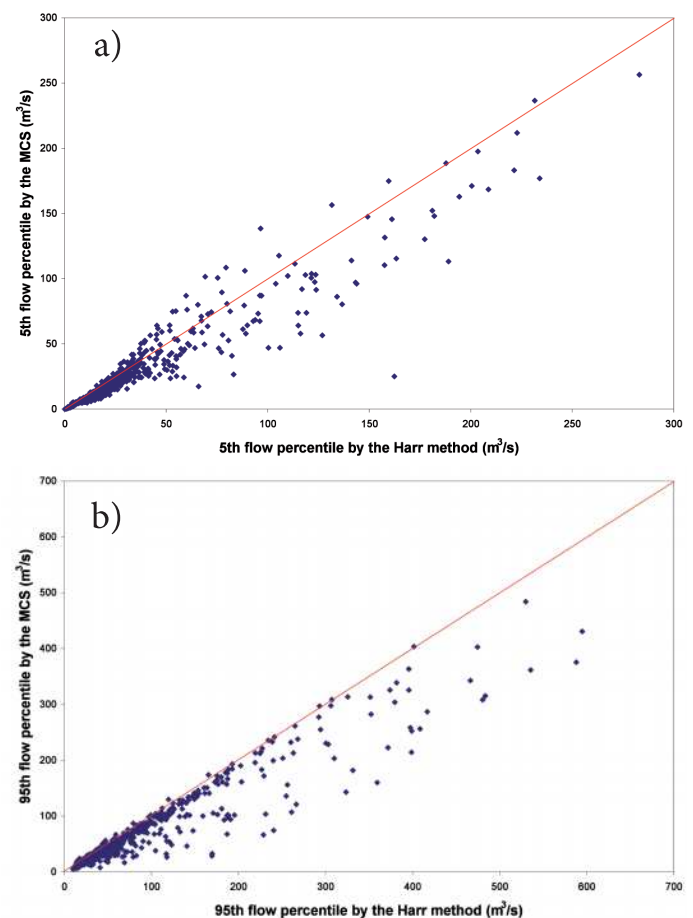 a)
300
250
200
150
100
50
0
5th flow percentile by the MCS (m³/s)
0 50 100 150 200 250 300
5th flow percentile by the Harr method (m³/s)
b)
700
600
500
400
300
200
100
0
95th flow percentile by the MCS (m³/s)
0 100 200 300 400 500 600 700
95th flow percentile by the Harr method (m³/s)